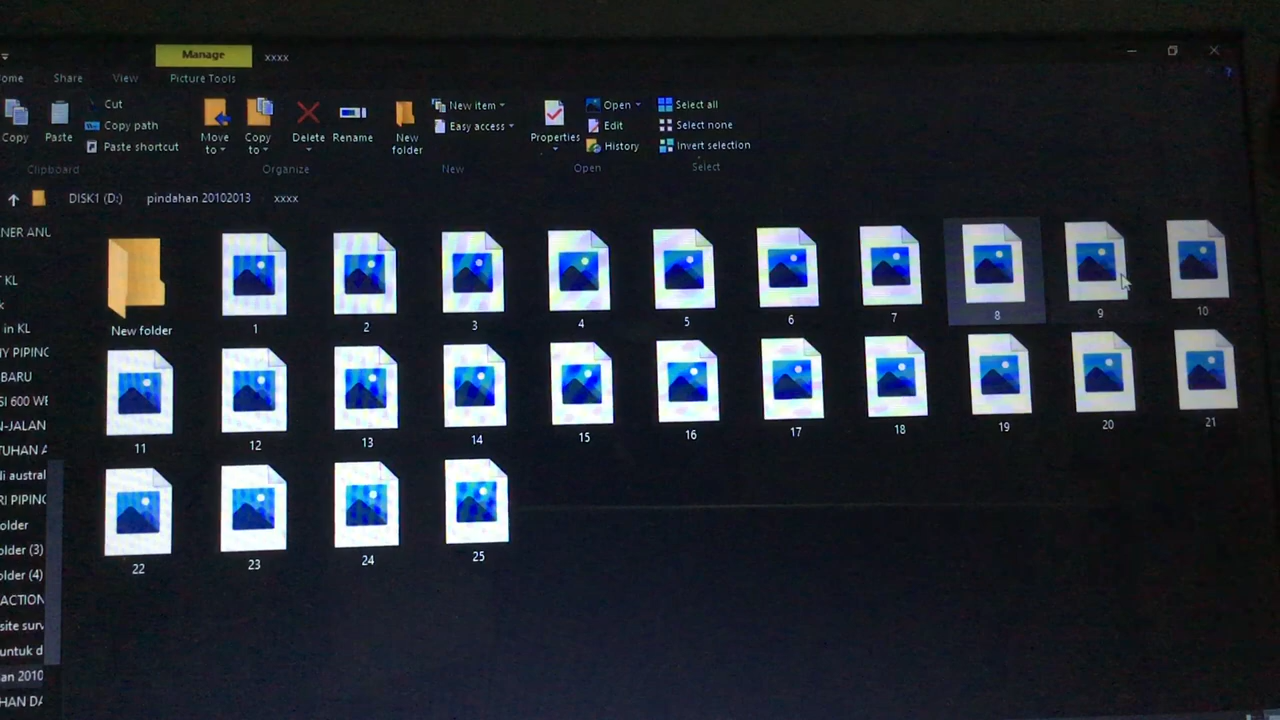 Manage xxxx
ome Share View Picture Tools
Cut
Copy path
Paste shortcut
Copy Paste
Move to
Copy to
Delete
Rename
New folder
New item
Easy access
Properties
Open
Edit
History
Select all
Select none
Invert selection
Clipboard Organize New Open Select
DISK1 (D:) pindahan 20102013 xxxx
NER ANU
KL
k
in KL
NY PIPING
BARU
SI 600 WE
N-JALAN
TUHAN A
di austral
RI PIPING
older
older (3)
older (4)
ACTION
site surv
untuk d
an 2010
HAN DA
New folder 1 2 3 4 5 6 7 8 9 10
11 12 13 14 15 16 17 18 19 20 21
22 23 24 25